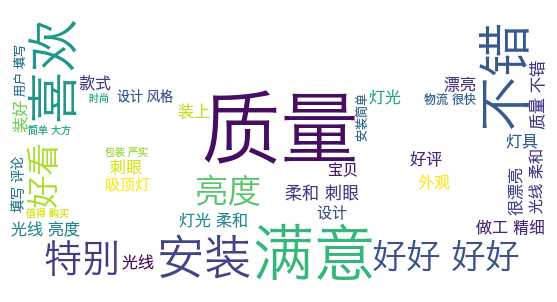 喜欢
填写
用户
装好
款式
时尚
设计 风格
简单 大方
装上
质量
灯光
安装简单
漂亮
物流 很快
不错
质量 不错
灯具
填写 评论
好看
包装 严实
刺眼
吸顶灯
亮度
宝贝
柔和 刺眼
好评
外观
很漂亮
光线 柔和
值得 购买
光线 亮度
灯光 柔和
设计
做工 精细
特别
光线
安装
满意
好好 好好